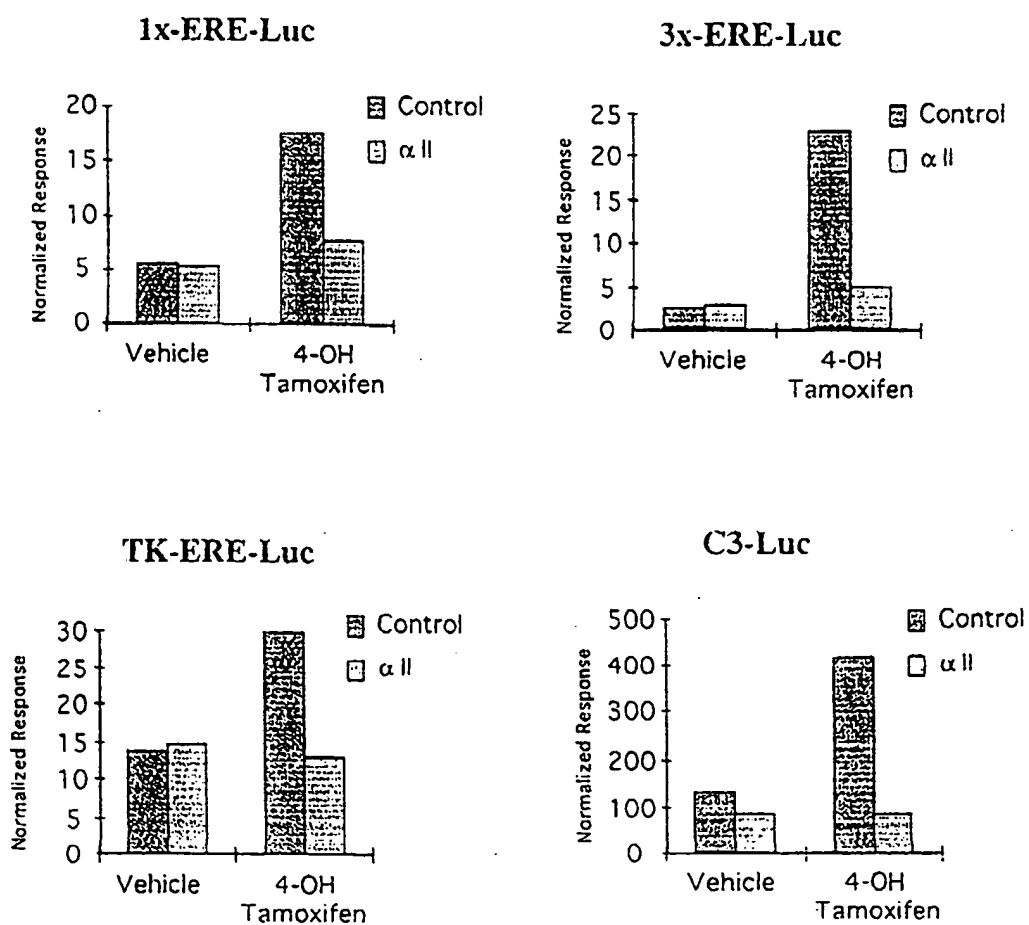 1x-ERE-Luc
Normalized Response
20
15
10
5
0
Control
α II
Vehicle
4-OH
Tamoxifen
3x-ERE-Luc
Normalized Response
25
20
15
10
5
0
Control
α II
Vehicle
4-OH
Tamoxifen
TK-ERE-Luc
Normalized Response
30
25
20
15
10
5
0
Control
α II
Vehicle
4-OH
Tamoxifen
C3-Luc
Normalized Response
500
400
300
200
100
0
Control
α II
Vehicle
4-OH
Tamoxifen